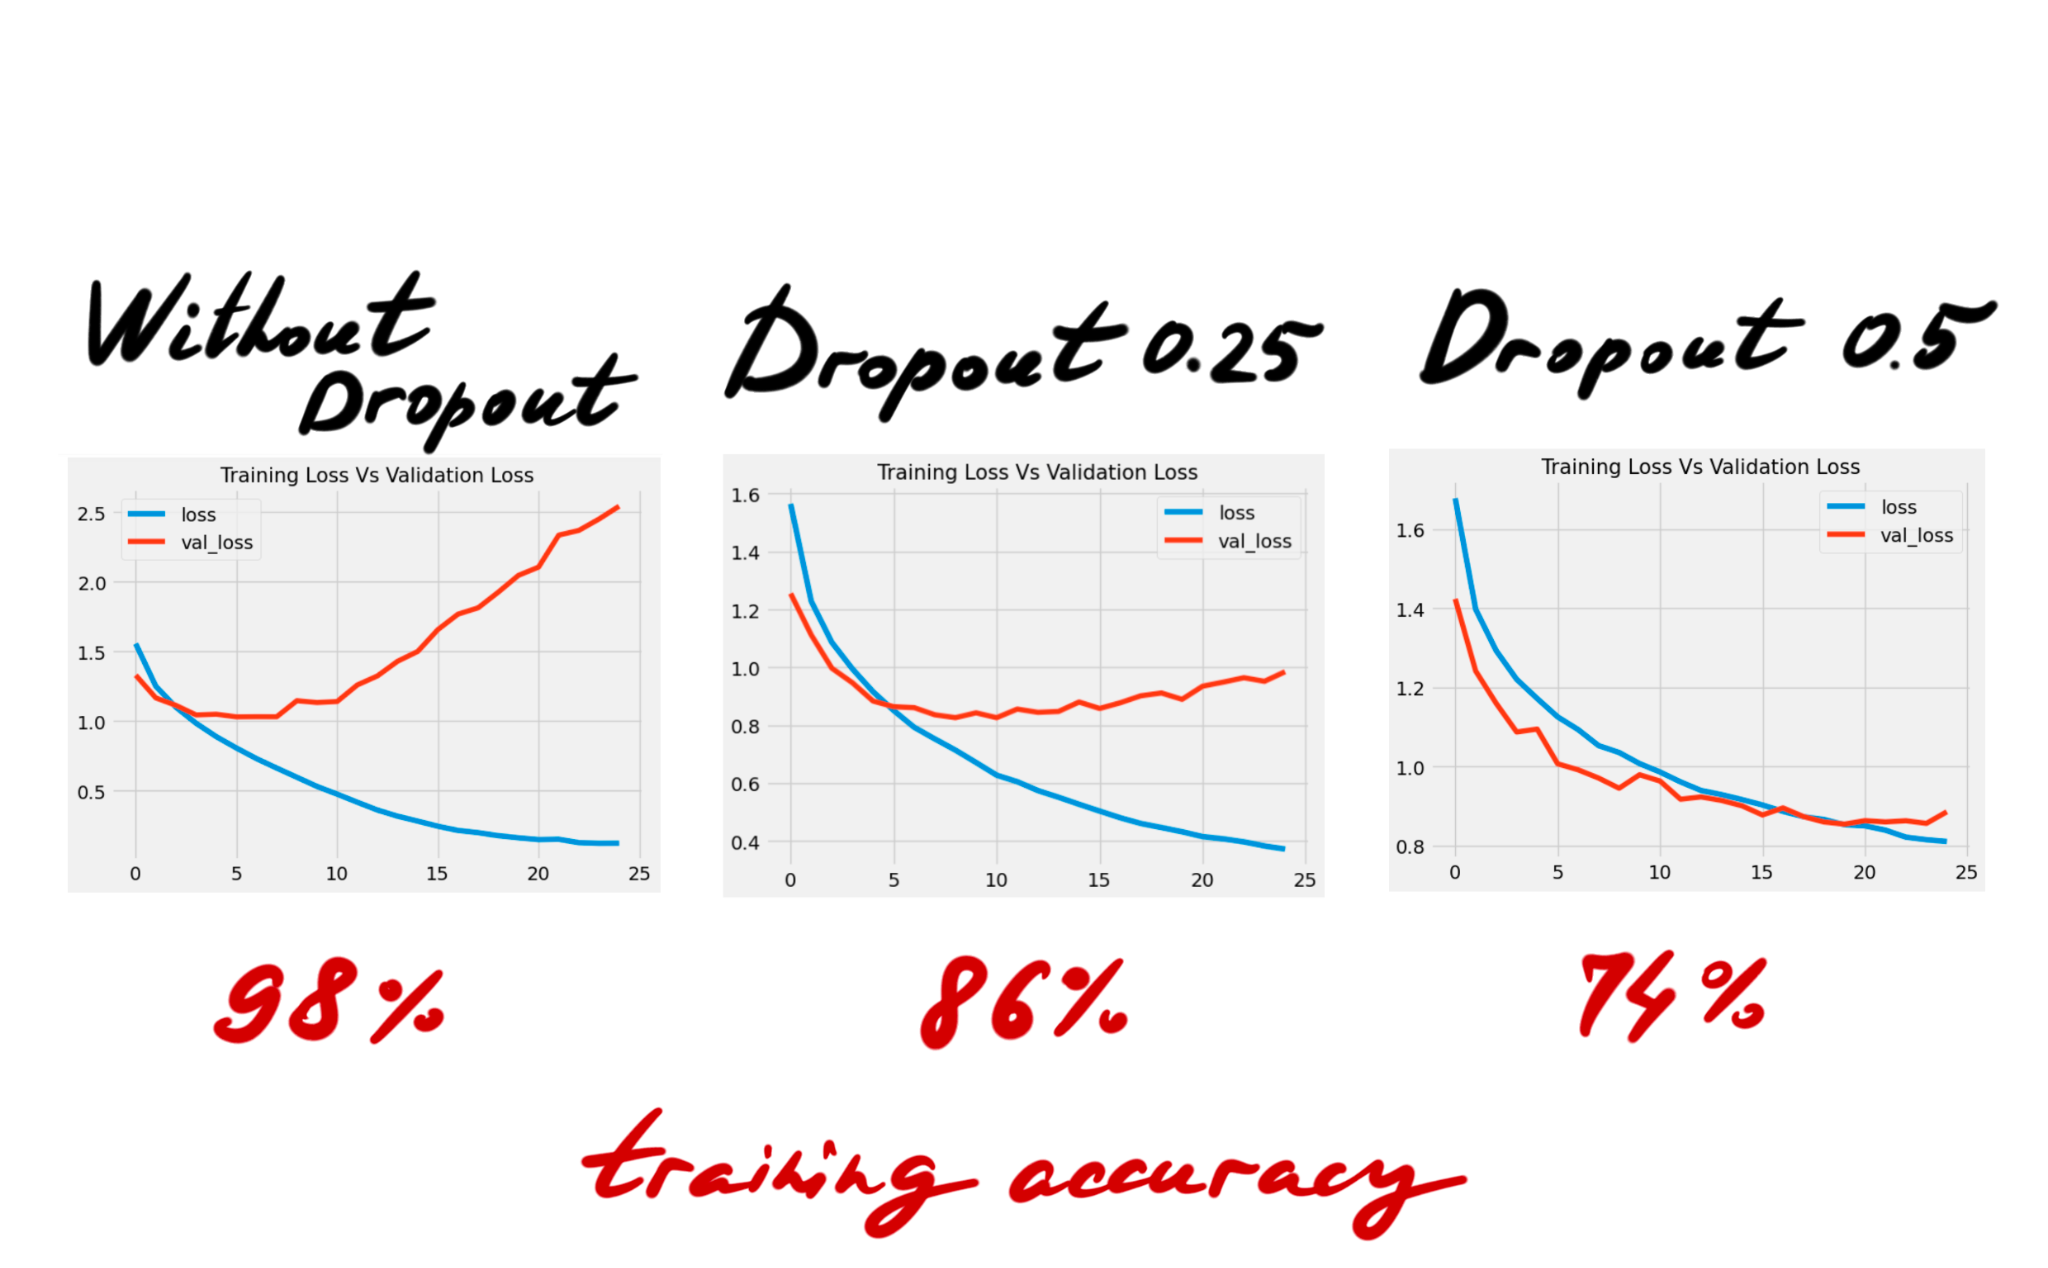 Without
Dropout
Dropout 0.25
Dropout 0.5
Training Loss Vs Validation Loss
loss
val_loss
2.5
2.0
1.5
1.0
0.5
0 5 10 15 20 25
Training Loss Vs Validation Loss
loss
val_loss
1.6
1.4
1.2
1.0
0.8
0.6
0.4
0 5 10 15 20 25
Training Loss Vs Validation Loss
loss
val_loss
1.6
1.4
1.2
1.0
0.8
0 5 10 15 20 25
98%
86%
74%
training accuracy